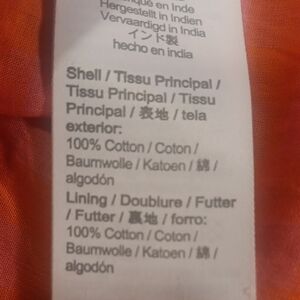 en Inde
Hergestellt in Indien
Vervaardigd in India
インド製
hecho en india
Shell / Tissu Principal /
Tissu Principal / Tissu
Principal / 表地 / tela
exterior:
100% Cotton / Coton /
Baumwolle / Katoen / 綿 /
algodón
Lining / Doublure / Futter
/ Futter / 裏地 / forro:
100% Cotton / Coton /
Baumwolle / Katoen / 綿 /
algodón